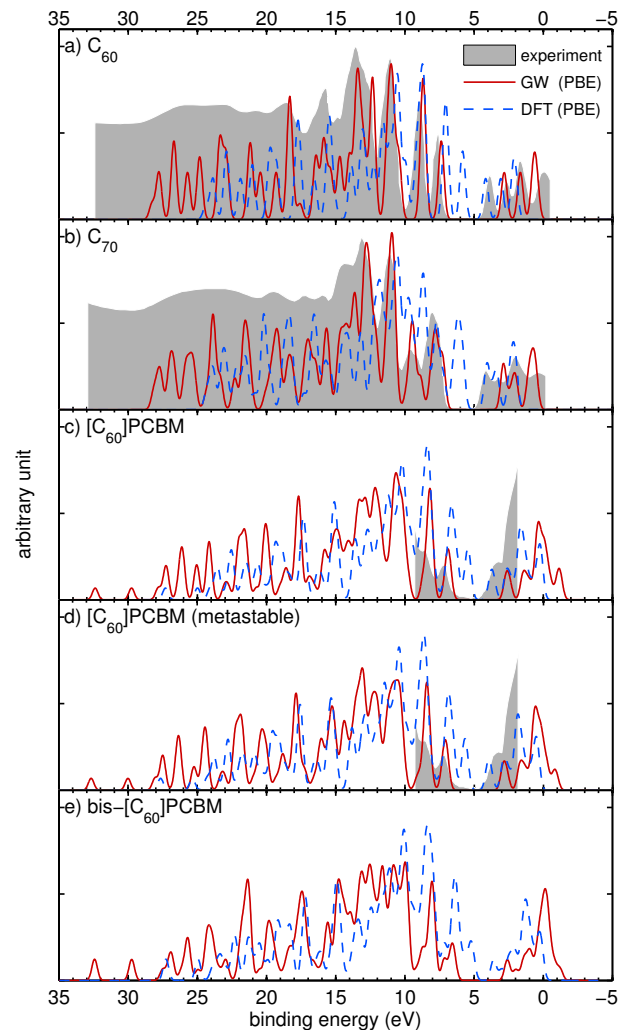 35 30 25 20 15 10 5 0 −5
a) C60
experiment
GW (PBE)
DFT (PBE)
b) C70
c) [C60]PCBM
d) [C60]PCBM (metastable)
e) bis−[C60]PCBM
arbitrary unit
35 30 25 20 15 10 5 0 −5
binding energy (eV)